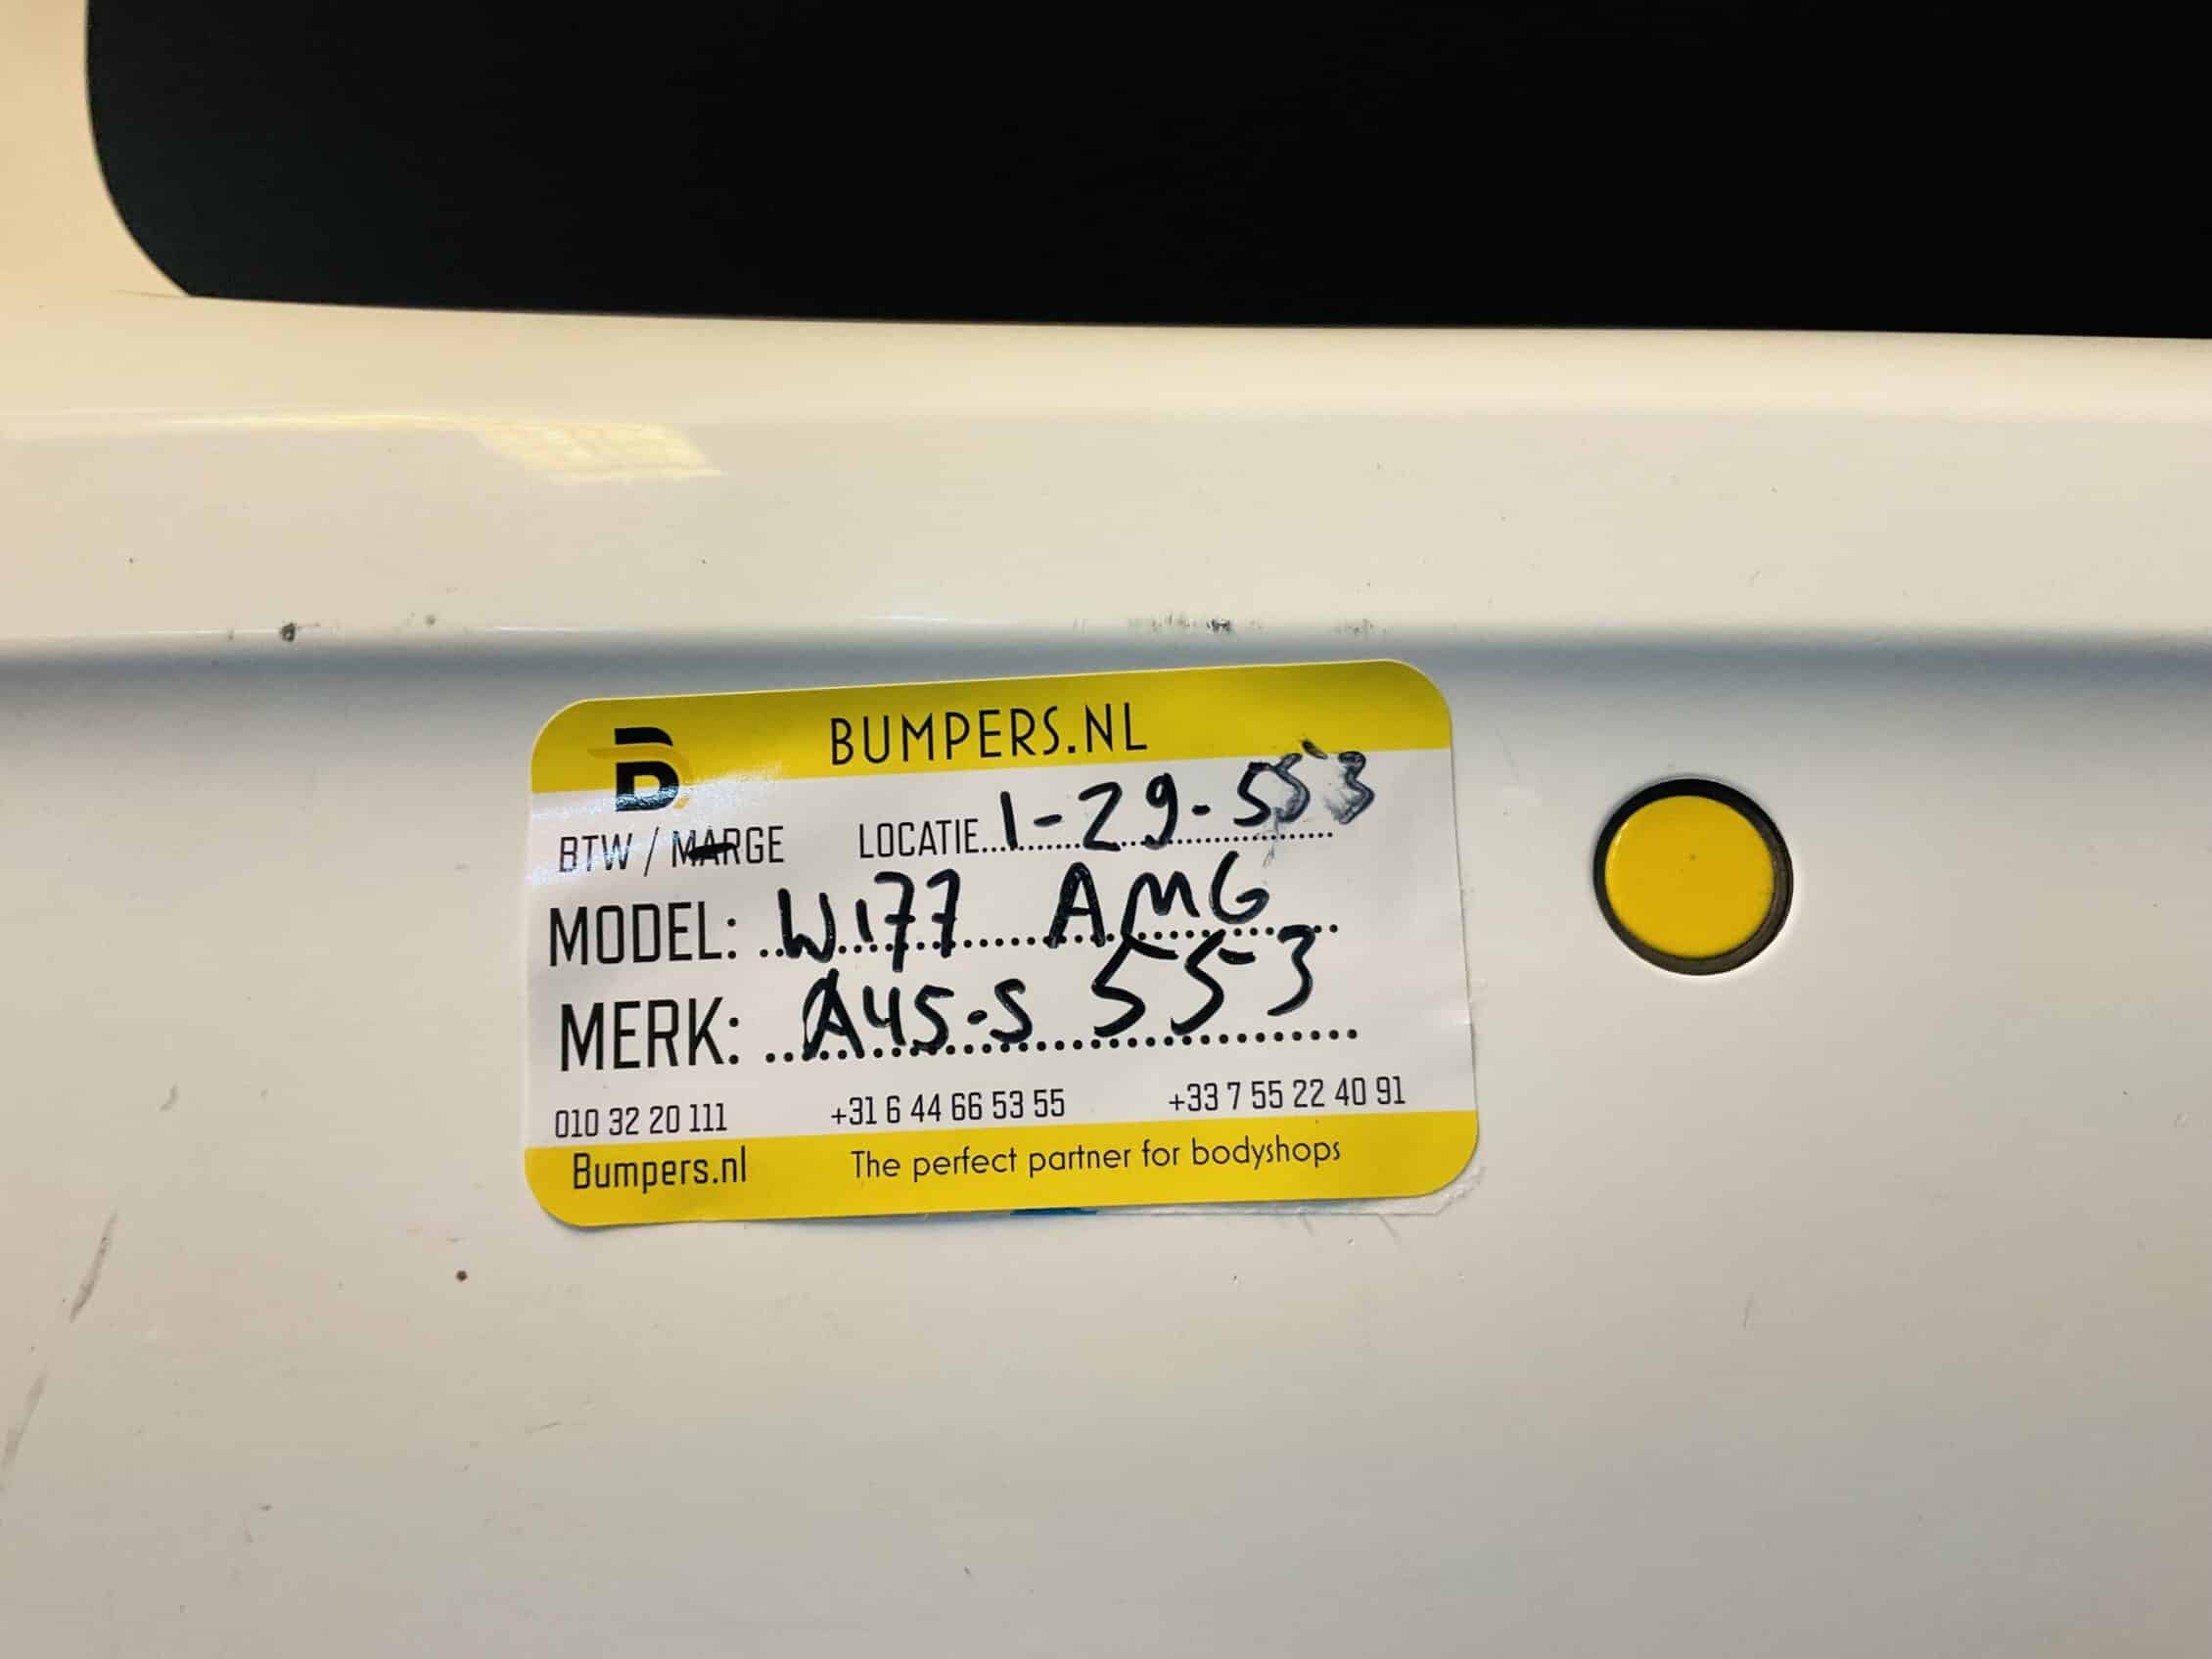 B BUMPERS.NL
BTW / MARGE LOCATIE 1-29-553
MODEL: W177 AMG
MERK: A45-S 553
010 32 20 111 +31 6 44 66 53 55 +33 7 55 22 40 91
Bumpers.nl The perfect partner for bodyshops